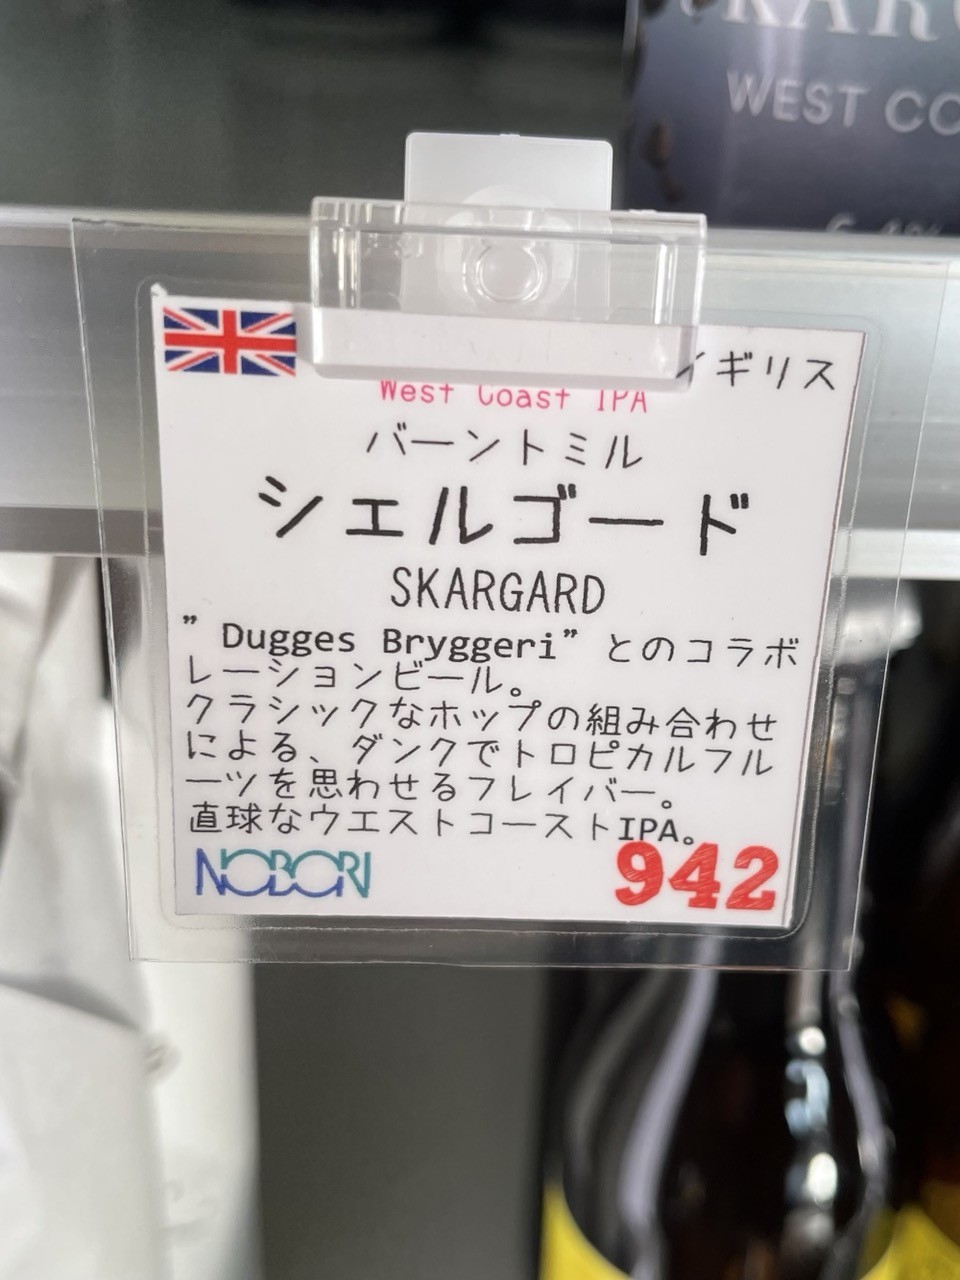 WEST CO
イギリス
West Coast IPA
バーントミル
シェルゴード
SKARGARD
” Dugges Bryggeri” とのコラボ
レーションビール。
クラシックなホップの組み合わせ
による、ダンクでトロピカルフル
ーツを思わせるフレイバー。
直球なウエストコーストIPA。
NOBORI
942